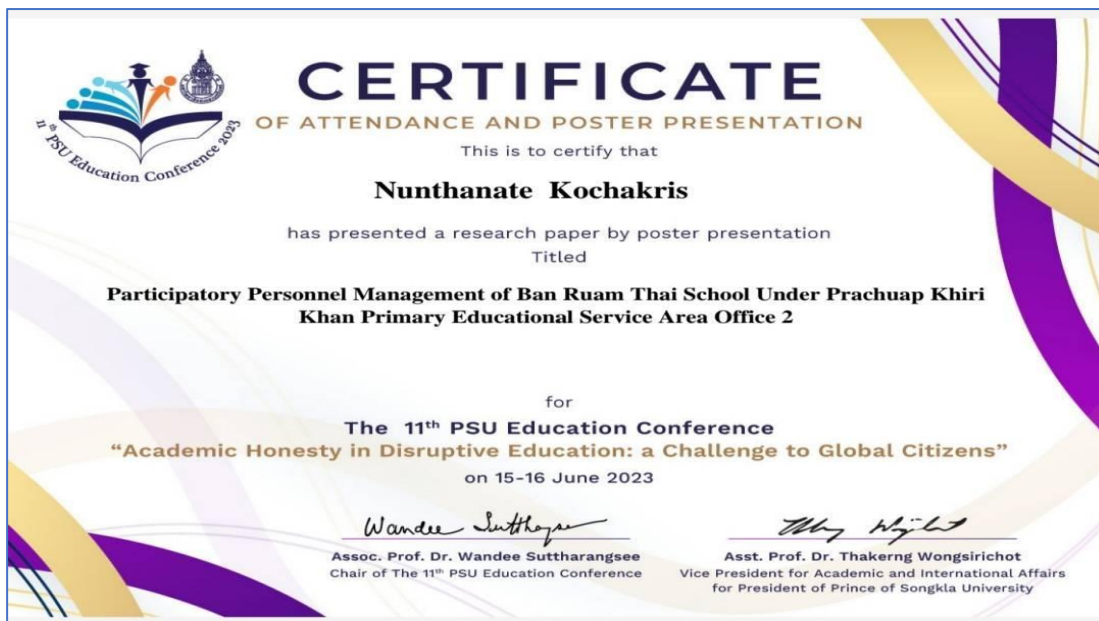 11th PSU Education Conference 2023
CERTIFICATE
OF ATTENDANCE AND POSTER PRESENTATION
This is to certify that
Nunthanate Kochakris
has presented a research paper by poster presentation
Titled
Participatory Personnel Management of Ban Ruam Thai School Under Prachuap Khiri
Khan Primary Educational Service Area Office 2
for
The 11th PSU Education Conference
“Academic Honesty in Disruptive Education: a Challenge to Global Citizens”
on 15-16 June 2023
Wandee Suttharangsee
Assoc. Prof. Dr. Wandee Suttharangsee
Chair of The 11th PSU Education Conference
Asst. Prof. Dr. Thakerng Wongsirichot
Vice President for Academic and International Affairs
for President of Prince of Songkla University